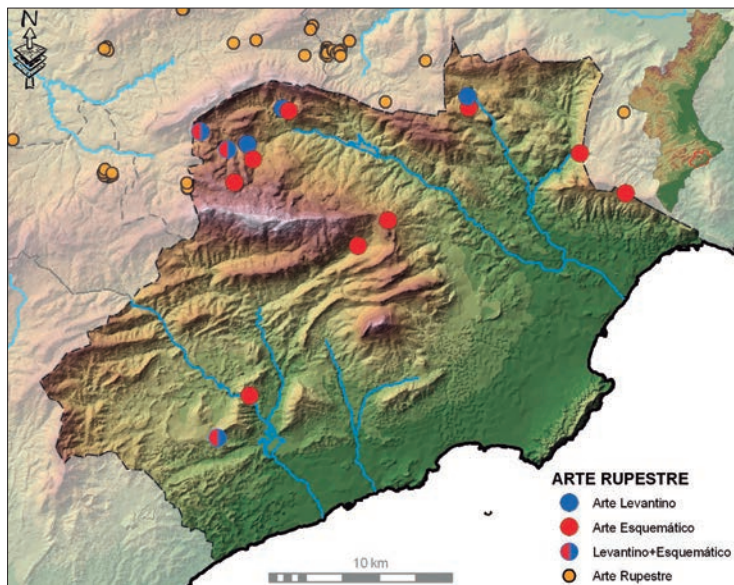 N
ARTE RUPESTRE
Arte Levantino
Arte Esquemático
Levantino+Esquemático
Arte Rupestre
10 km